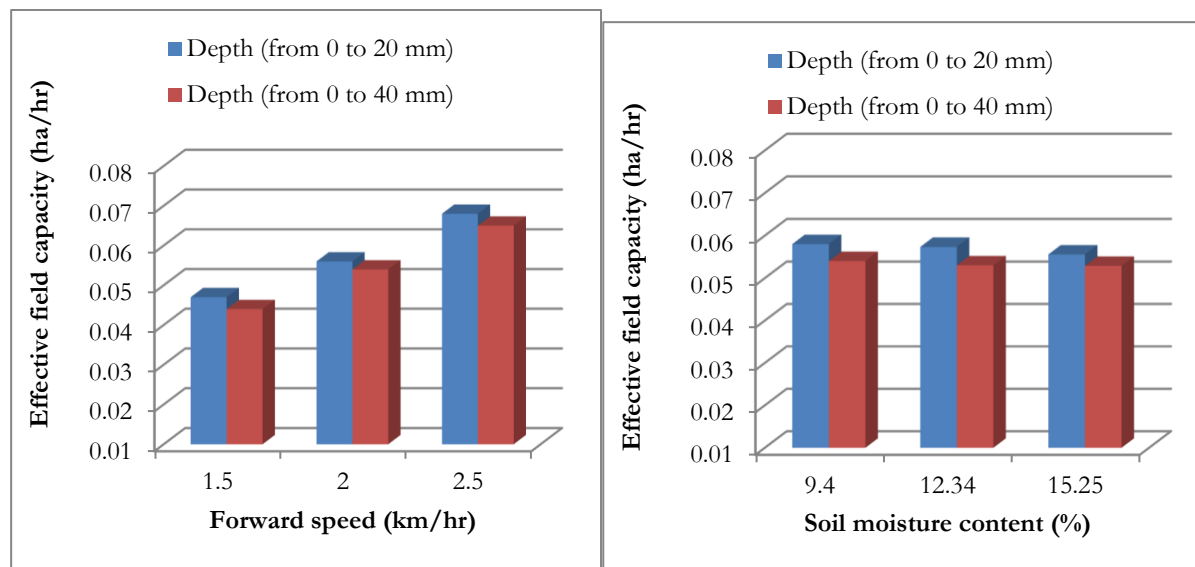 Depth (from 0 to 20 mm)
Depth (from 0 to 40 mm)
Effective field capacity (ha/hr)
0.08
0.07
0.06
0.05
0.04
0.03
0.02
0.01
1.5 2 2.5
Forward speed (km/hr)
Depth (from 0 to 20 mm)
Depth (from 0 to 40 mm)
Effective field capacity (ha/hr)
0.08
0.07
0.06
0.05
0.04
0.03
0.02
0.01
9.4 12.34 15.25
Soil moisture content (%)